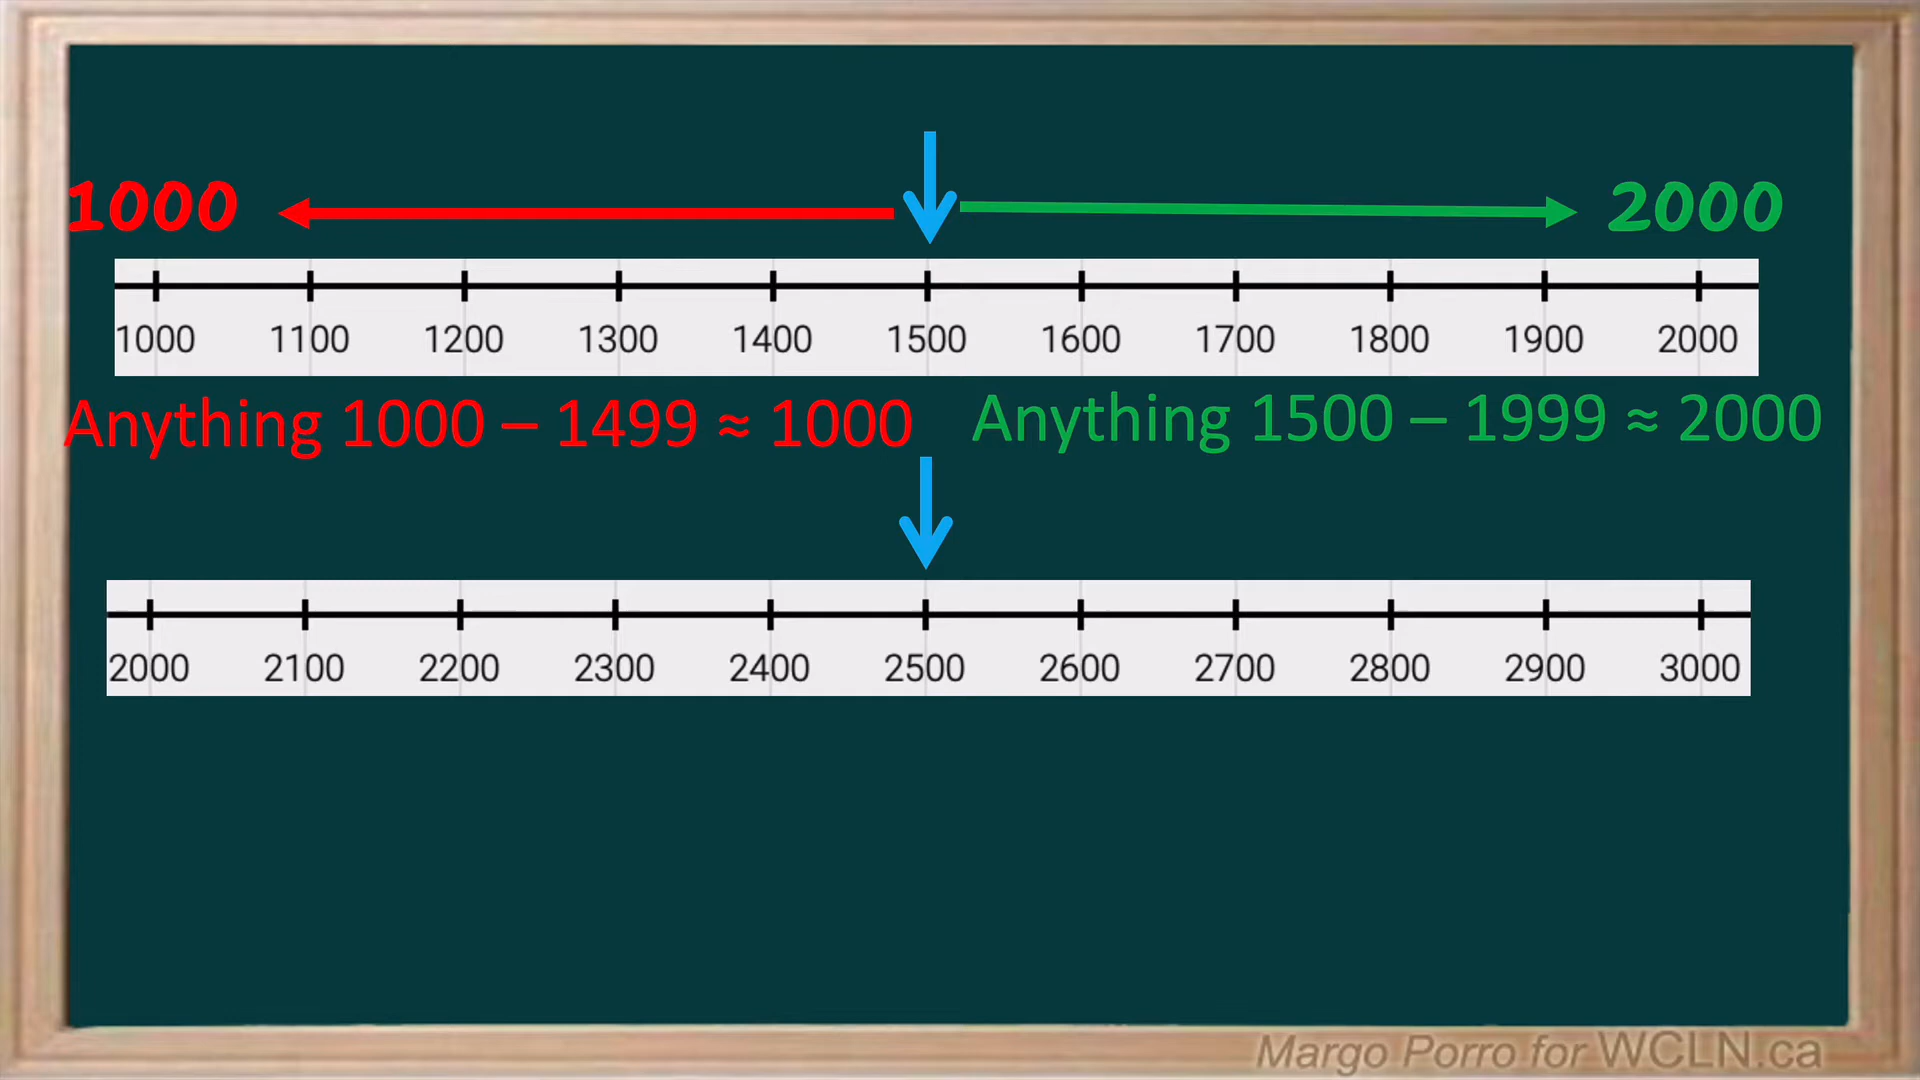 1000 2000
1000 1100 1200 1300 1400 1500 1600 1700 1800 1900 2000
Anything 1000 – 1499 ≈ 1000 Anything 1500 – 1999 ≈ 2000
2000 2100 2200 2300 2400 2500 2600 2700 2800 2900 3000
Margo Porro for WCLN.ca